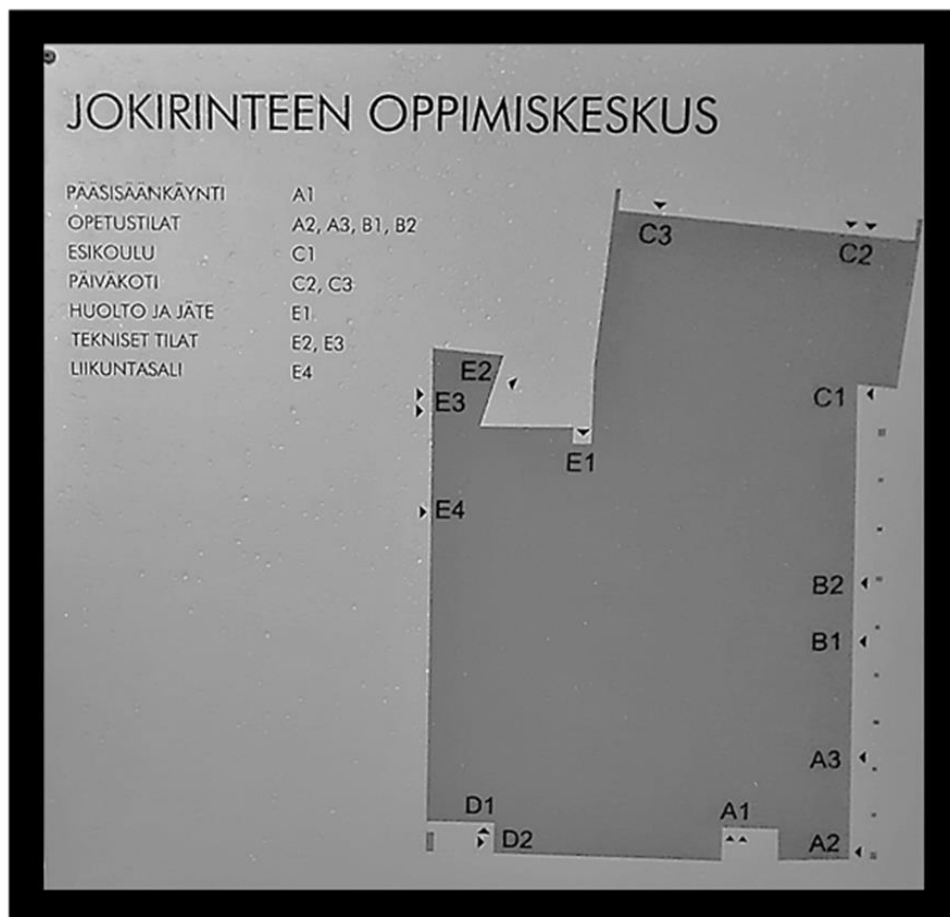 JOKIRINTEEN OPPIMISKESKUS
PÄÄSISÄÄNKÄYNTI A1
OPETUSTILAT A2, A3, B1, B2
ESIKOULU C1
PÄIVÄKOTI C2, C3
HUOLTO JA JÄTE E1
TEKNISET TILAT E2, E3
LIIKUNTASALI E4
C3
C2
E2
E3
C1
E1
E4
B2
B1
A3
D1
A1
D2
A2